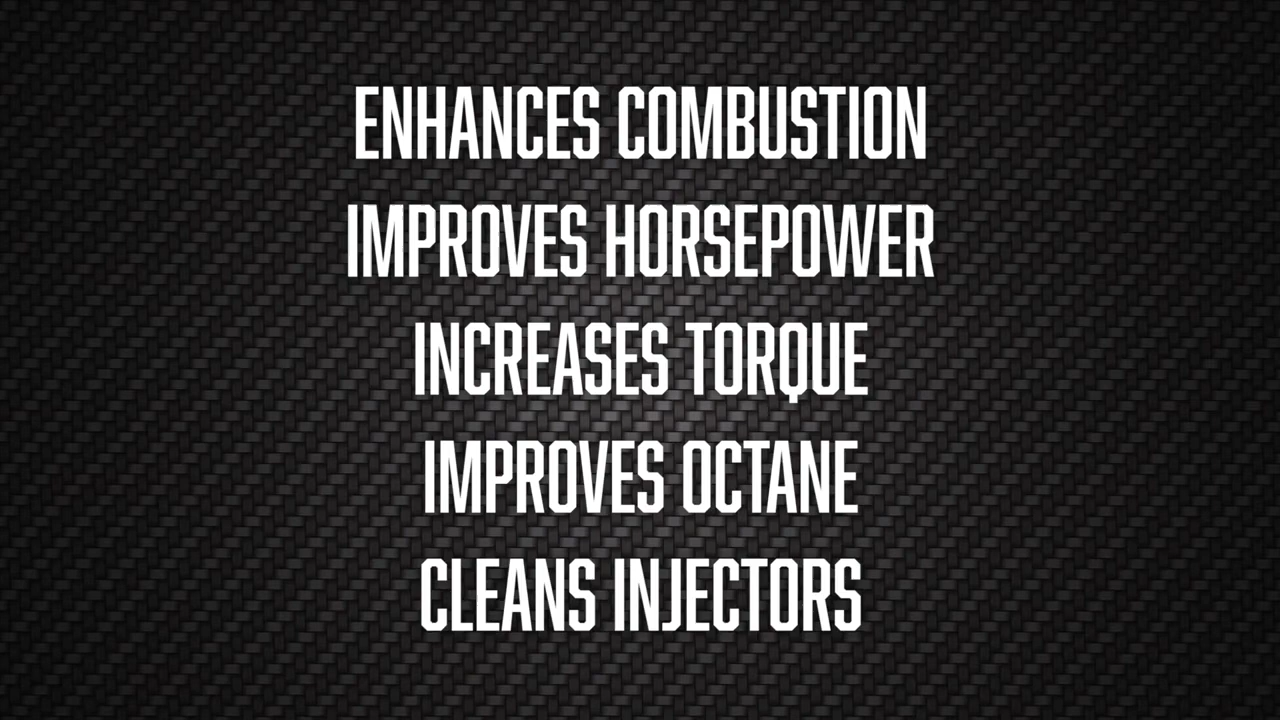 ENHANCES COMBUSTION
IMPROVES HORSEPOWER
INCREASES TORQUE
IMPROVES OCTANE
CLEANS INJECTORS